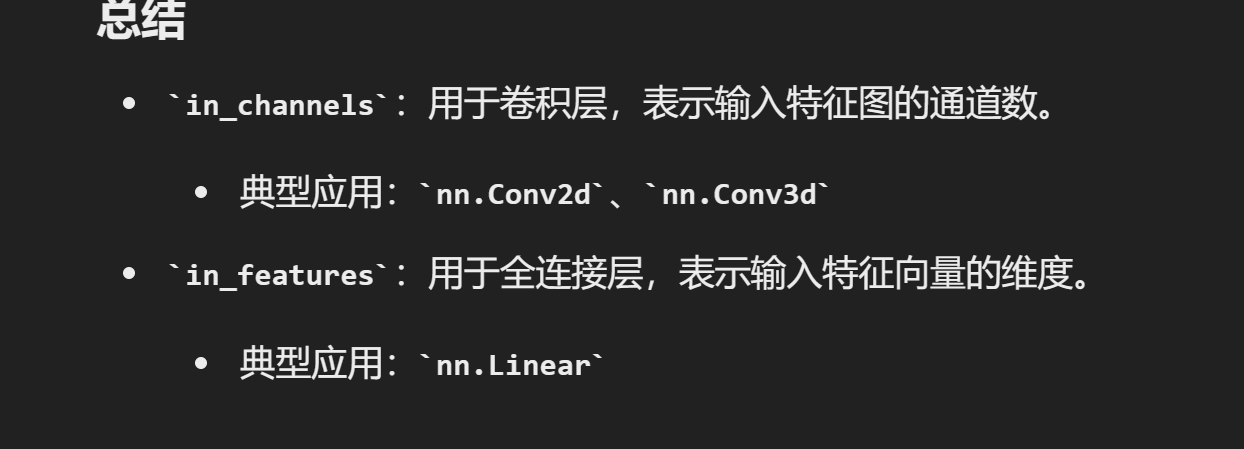 总结
• `in_channels`：用于卷积层，表示输入特征图的通道数。
• 典型应用：`nn.Conv2d`、`nn.Conv3d`
• `in_features`：用于全连接层，表示输入特征向量的维度。
• 典型应用：`nn.Linear`